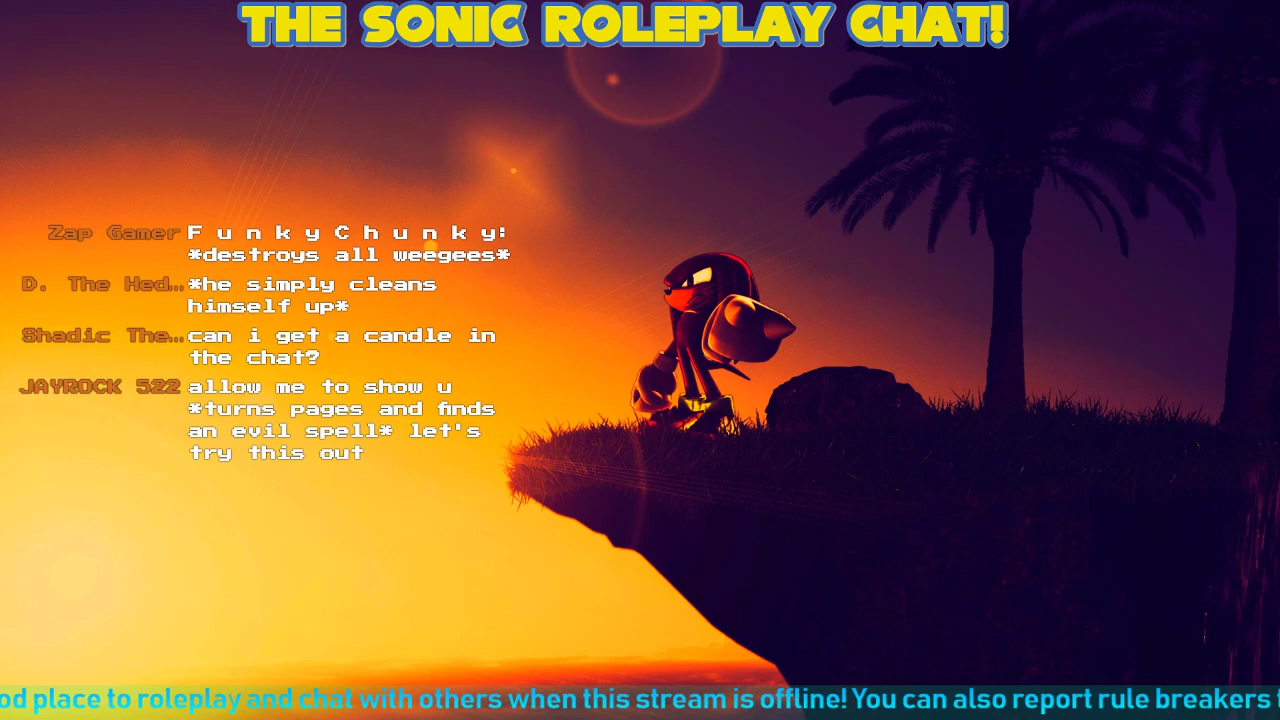 THE SONIC ROLEPLAY CHAT!
Zap Gamer F u n k y C h u n k y:
*destroys all weegees*
D. The Hed… *he simply cleans
himself up*
Shadic The… can i get a candle in
the chat?
JAYROCK 522 allow me to show u
*turns pages and finds
an evil spell* let's
try this out
od place to roleplay and chat with others when this stream is offline! You can also report rule breakers